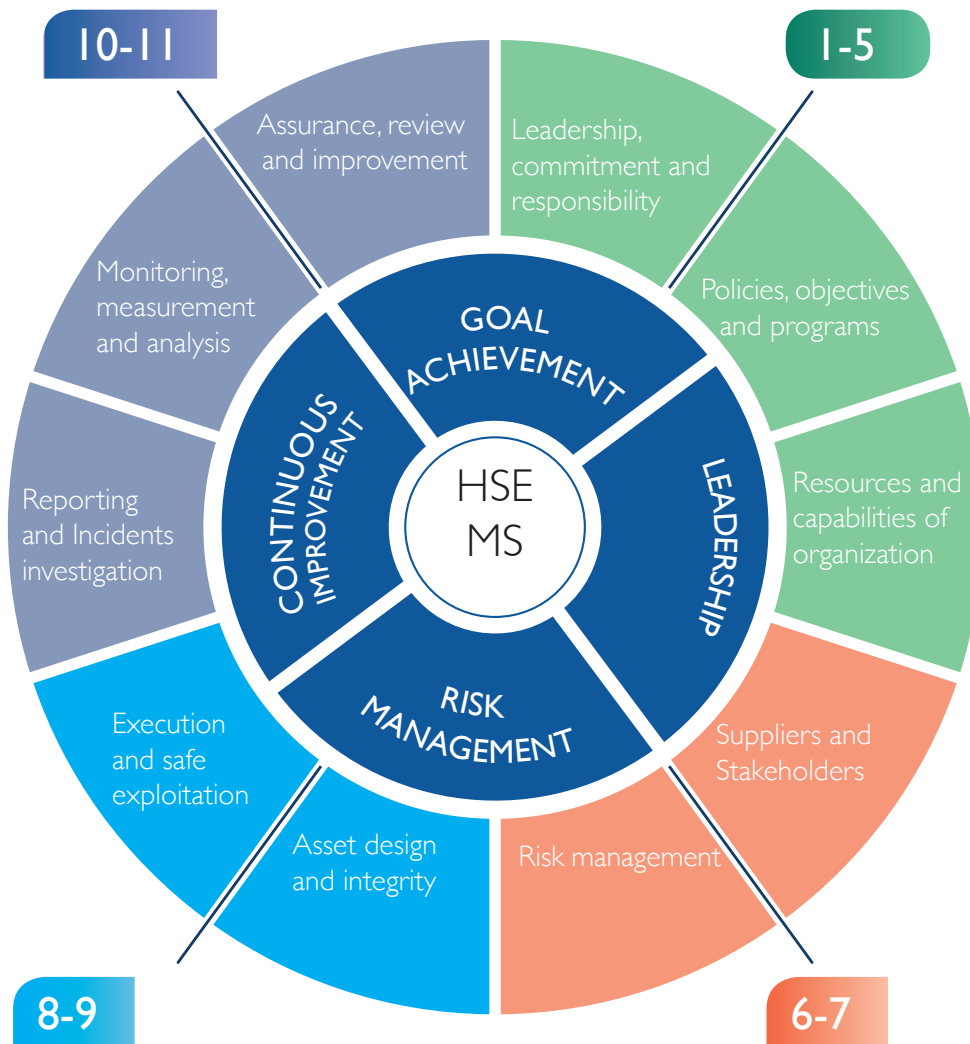 10-11
1-5
Assurance, review
and improvement
Leadership,
commitment and
responsibility
Monitoring,
measurement
and analysis
Policies, objectives
and programs
GOAL
ACHIEVEMENT
CONTINUOUS
IMPROVEMENT
HSE
MS
LEADERSHIP
Reporting
and Incidents
investigation
Resources and
capabilities of
organization
RISK
MANAGEMENT
Execution
and safe
exploitation
Suppliers and
Stakeholders
Asset design
and integrity
Risk management
8-9
6-7